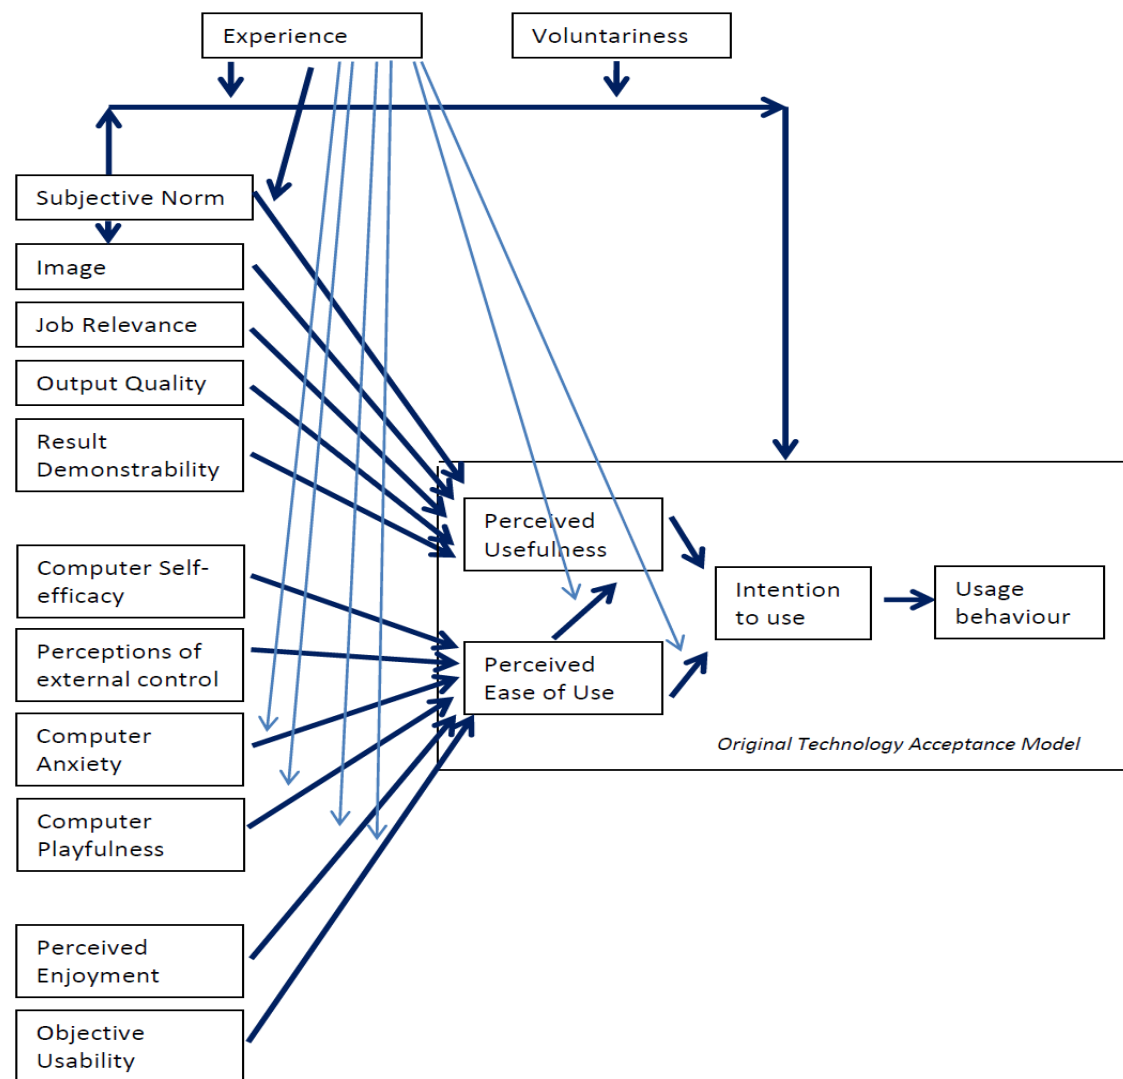 Experience
Voluntariness
Subjective Norm
Image
Job Relevance
Output Quality
Result
Demonstrability
Perceived
Usefulness
Computer Self-
efficacy
Intention
to use
Usage
behaviour
Perceptions of
external control
Perceived
Ease of Use
Computer
Anxiety
Original Technology Acceptance Model
Computer
Playfulness
Perceived
Enjoyment
Objective
Usability